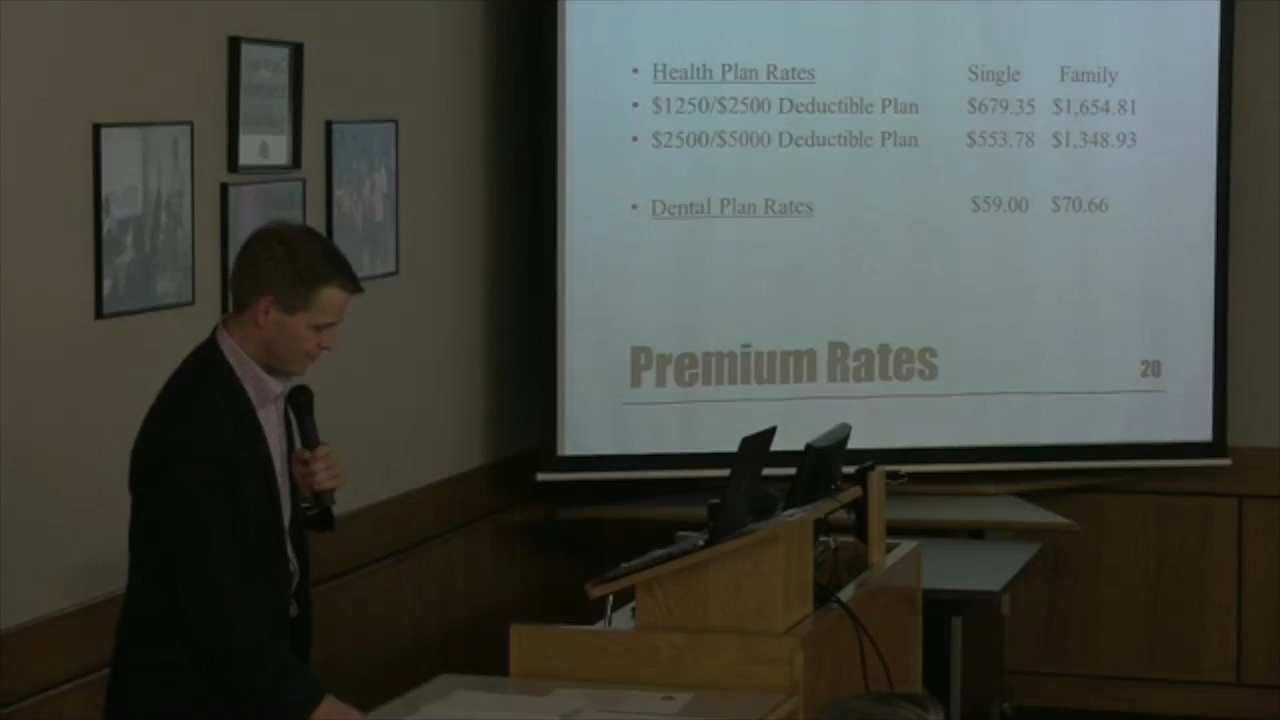 • Health Plan Rates Single Family
• $1250/$2500 Deductible Plan $679.35 $1,654.81
• $2500/$5000 Deductible Plan $553.78 $1,348.93
• Dental Plan Rates $59.00 $70.66
Premium Rates 20